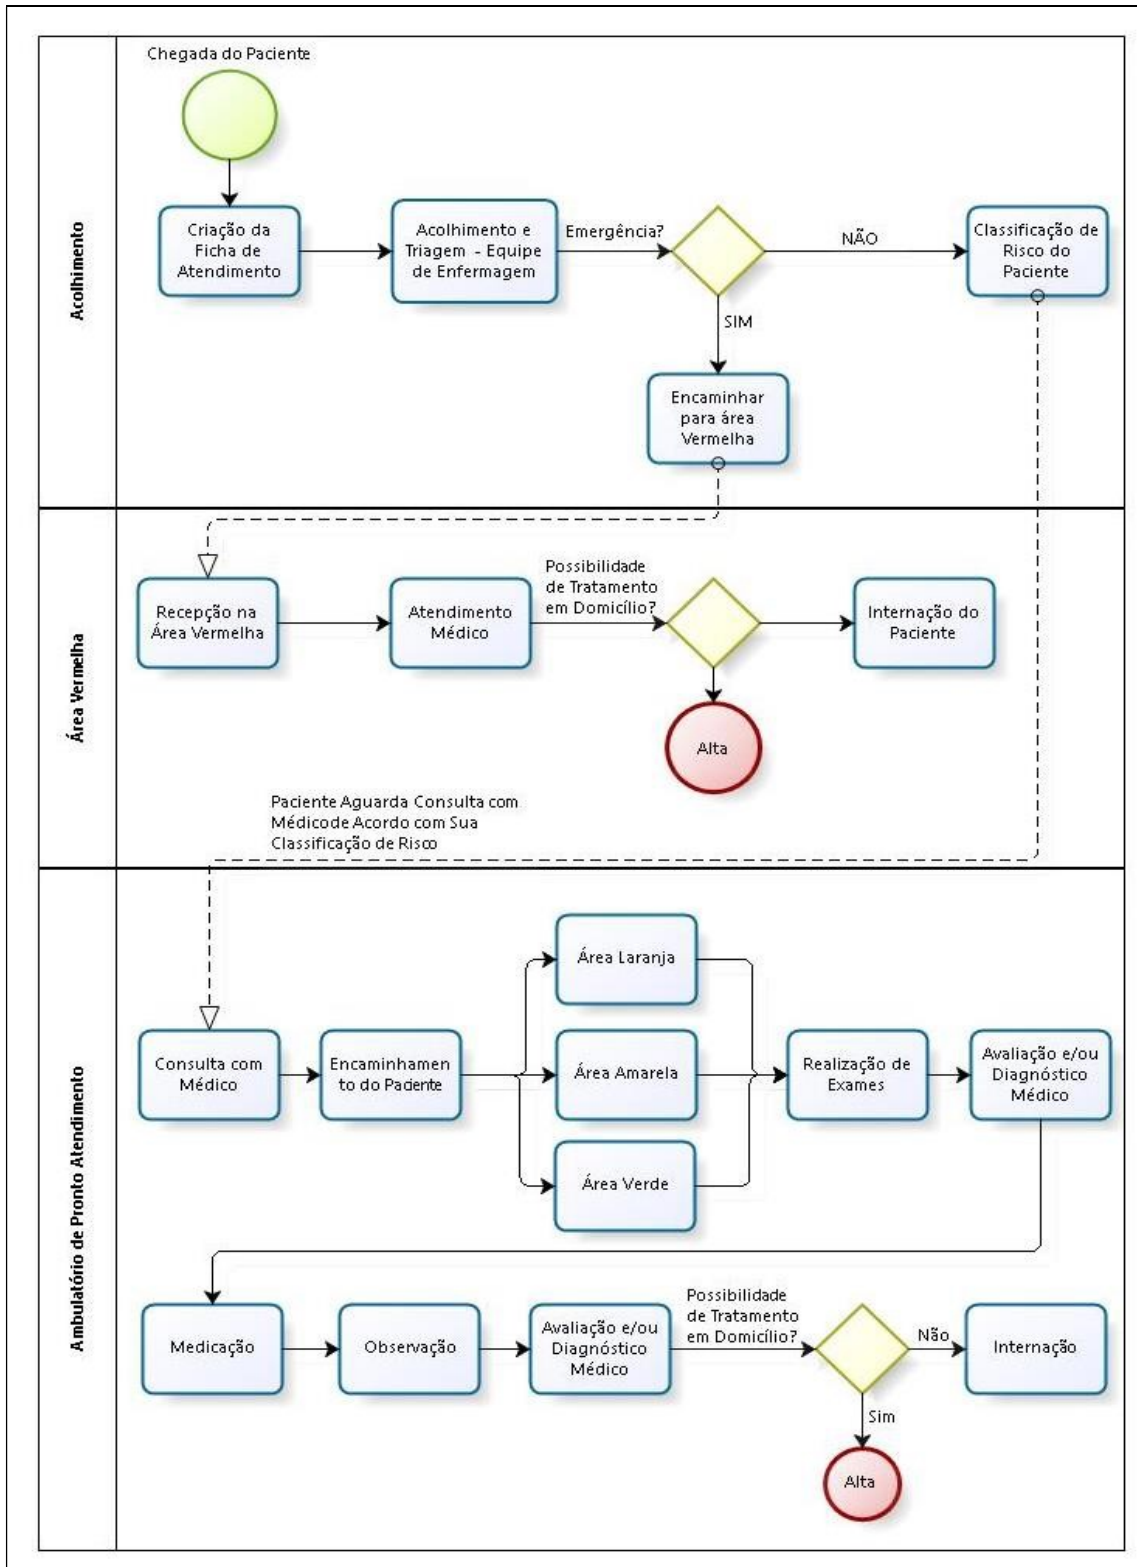 Acolhimento
Chegada do Paciente
Criação da
Ficha de
Atendimento
Acolhimento e
Triagem - Equipe
de Enfermagem
Emergência?
NÃO
Classificação de
Risco do
Paciente
SIM
Encaminhar
para área
Vermelha
Área Vermelha
Recepção na
Área Vermelha
Atendimento
Médico
Possibilidade
de Tratamento
em Domicílio?
Internação do
Paciente
Alta
Paciente Aguarda Consulta com
Médicode Acordo com Sua
Classificação de Risco
Ambulatório de Pronto Atendimento
Consulta com
Médico
Encaminhamen
to do Paciente
Área Laranja
Área Amarela
Área Verde
Realização de
Exames
Avaliação e/ou
Diagnóstico
Médico
Medicação
Observação
Avaliação e/ou
Diagnóstico
Médico
Possibilidade
de Tratamento
em Domicílio?
Não
Internação
Sim
Alta